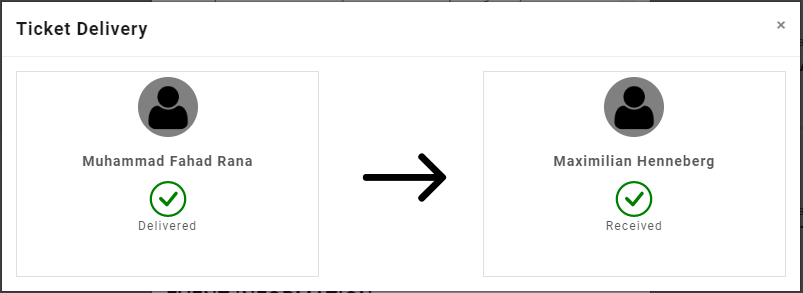 Ticket Delivery
×
Muhammad Fahad Rana
Delivered
Maximilian Henneberg
Received